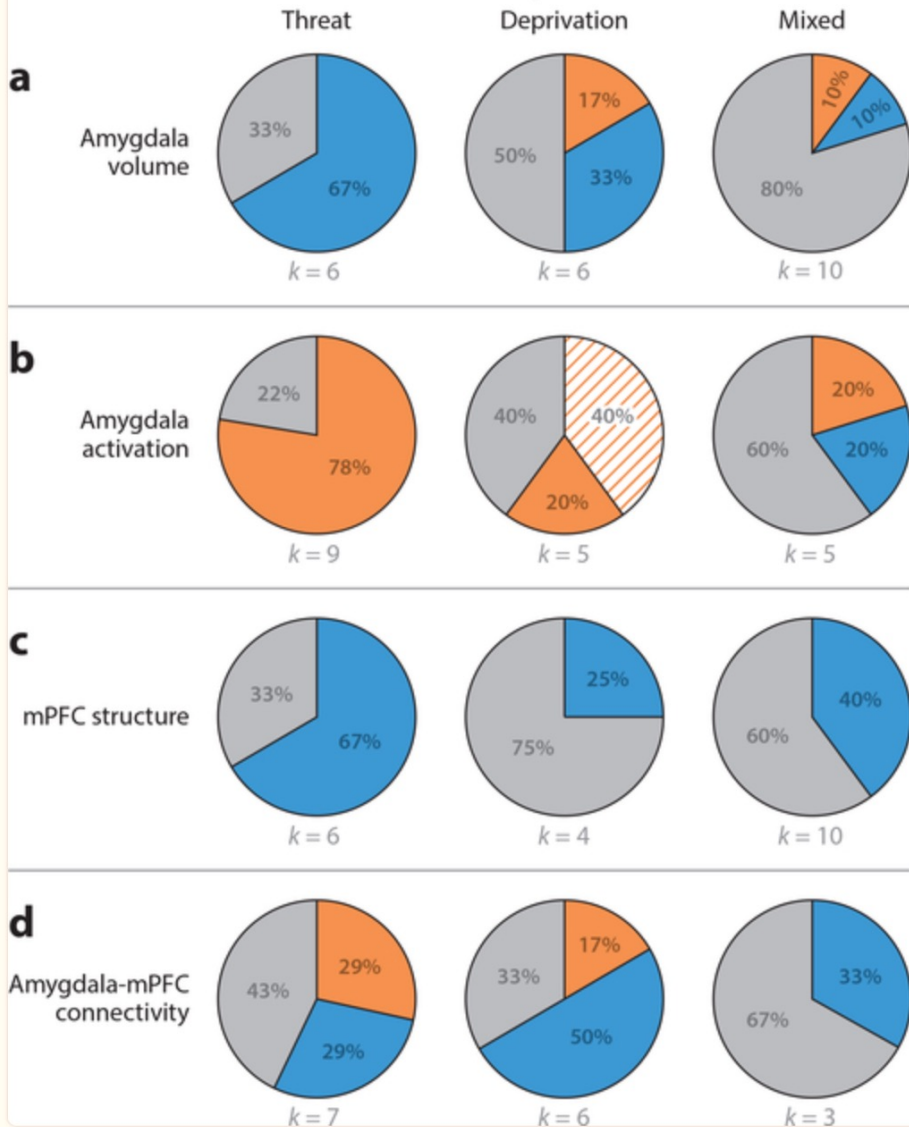 Threat Deprivation Mixed
a
Amygdala
volume
33%
67%
k = 6
17%
50%
33%
k = 6
10%
10%
80%
k = 10
b
Amygdala
activation
22%
78%
k = 9
40%
40%
20%
k = 5
20%
60%
20%
k = 5
c
mPFC structure
33%
67%
k = 6
25%
75%
k = 4
40%
60%
k = 10
d
Amygdala-mPFC
connectivity
29%
43%
29%
k = 7
17%
33%
50%
k = 6
33%
67%
k = 3